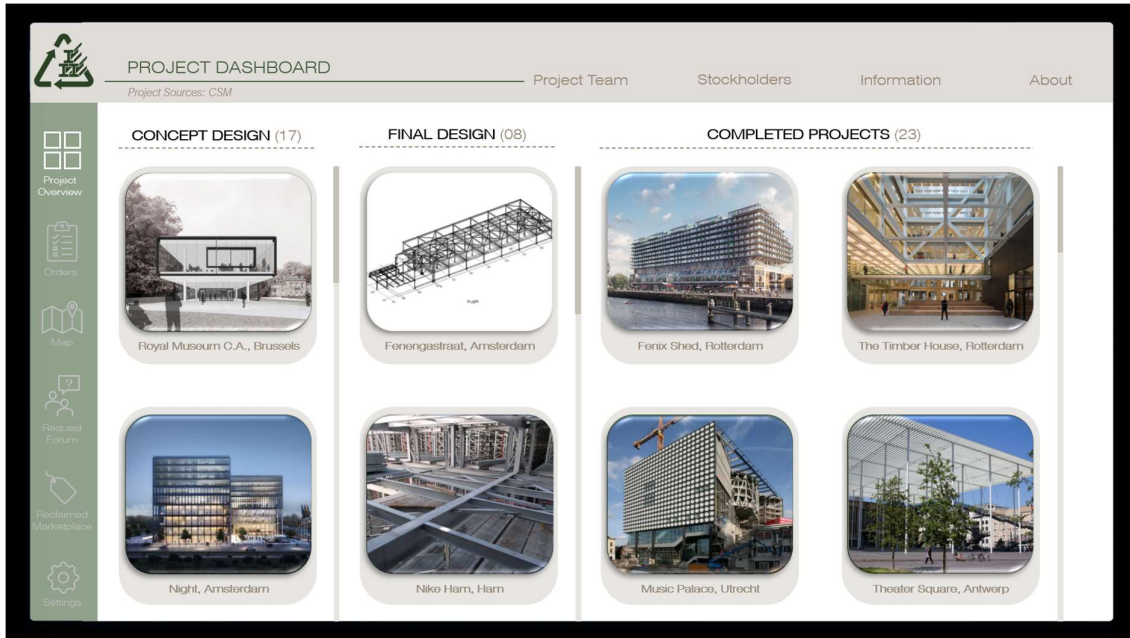 PROJECT DASHBOARD
Project Sources: CSM
Project Team
Stockholders
Information
About
Project
Overview
Orders
Map
Request
Forum
Reclaimed
Marketplace
Settings
CONCEPT DESIGN (17)
Royal Museum C.A., Brussels
Night, Amsterdam
FINAL DESIGN (08)
Fenengastraat, Amsterdam
Nike Ham, Ham
COMPLETED PROJECTS (23)
Fenix Shed, Rotterdam
The Timber House, Rotterdam
Music Palace, Utrecht
Theater Square, Antwerp